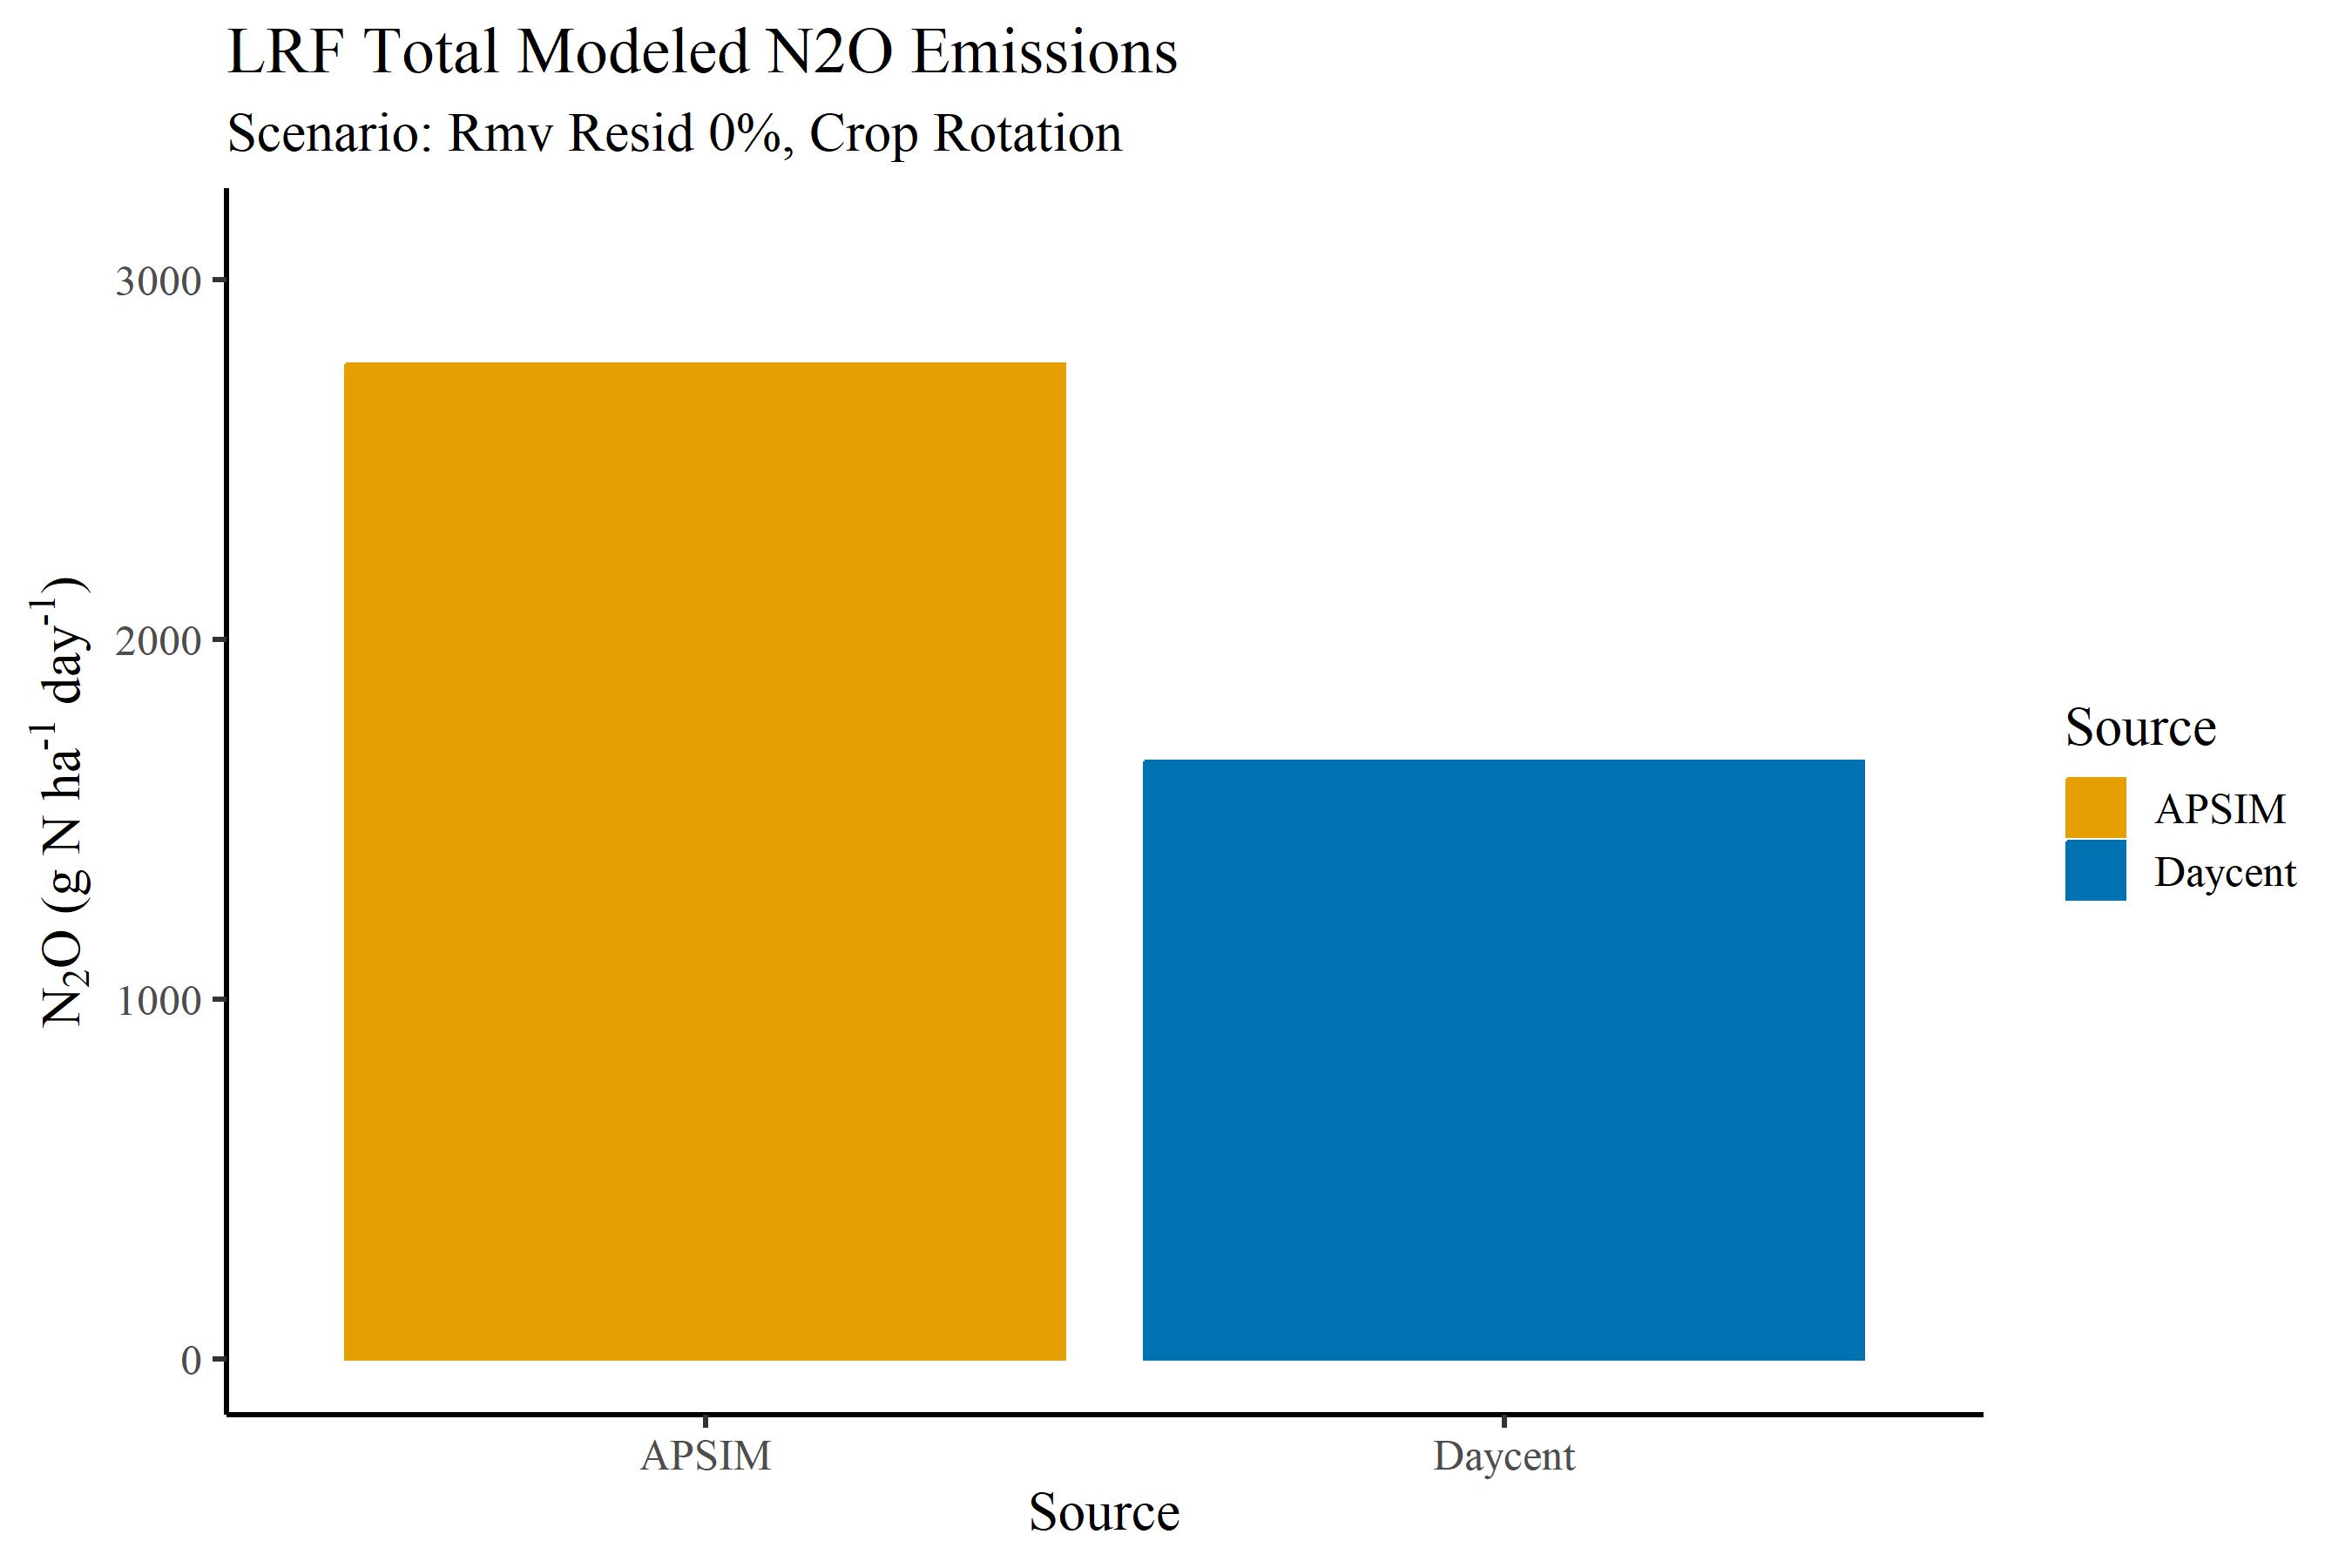 LRF Total Modeled N2O Emissions
Scenario: Rmv Resid 0%, Crop Rotation
N₂O (g N ha⁻¹ day⁻¹)
3000
2000
1000
0
APSIM
Daycent
Source
Source
APSIM
Daycent